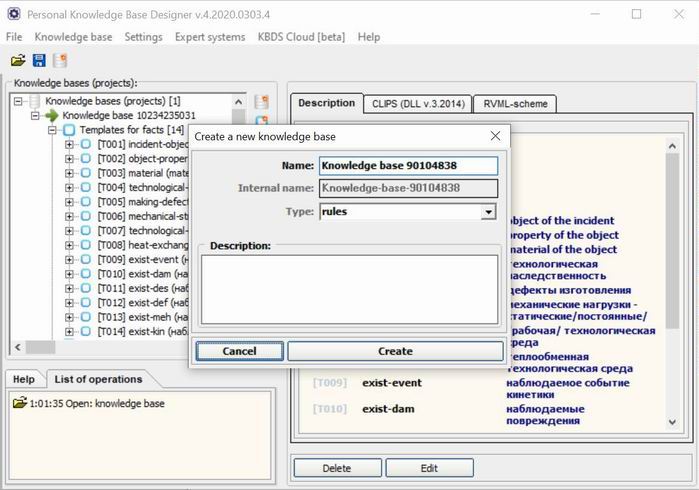 Personal Knowledge Base Designer v.4.2020.0303.4
File Knowledge base Settings Expert systems KBDS Cloud [beta] Help
Knowledge bases (projects):
Knowledge bases (projects) [1]
Knowledge base 10234235031
Templates for facts [14]
[T001] incident-objec
[T002] object-proper
[T003] material (mate
[T004] technological-
[T005] making-defect
[T006] mechanical-st
[T007] technological-
[T008] heat-exchang
[T009] exist-event (н
[T010] exist-dam (на
[T011] exist-des (на
[T012] exist-def (наб
[T013] exist-meh (на
[T014] exist-kin (наб
Help List of operations
1:01:35 Open: knowledge base
Create a new knowledge base
Name: Knowledge base 90104838
Internal name: Knowledge-base-90104838
Type: rules
Description:
Cancel Create
Description CLIPS (DLL v.3.2014) RVML-scheme
object of the incident
property of the object
material of the object
технологическая
наследственность
дефекты изготовления
механические нагрузки -
статические/постоянные/
рабочая/ технологическая
среда
теплообменная
технологическая среда
[T009] exist-event наблюдаемое событие
кинетики
[T010] exist-dam наблюдаемые
повреждения
Delete Edit